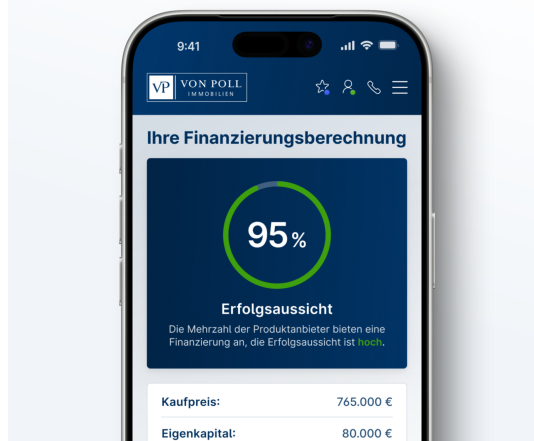 9:41
VP VON POLL
IMMOBILIEN
Ihre Finanzierungsberechnung
95 %
Erfolgsaussicht
Die Mehrzahl der Produktanbieter bieten eine
Finanzierung an, die Erfolgsaussicht ist hoch.
Kaufpreis: 765.000 €
Eigenkapital: 80.000 €